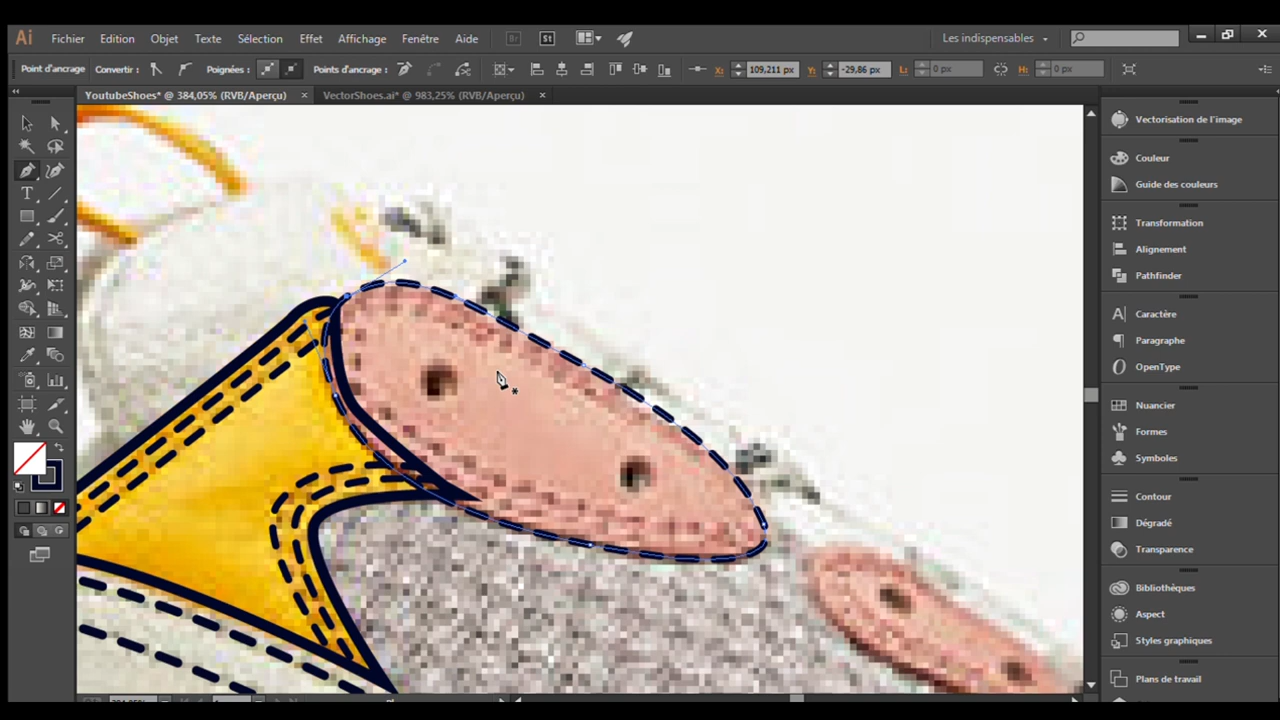 Ai Fichier Edition Objet Texte Sélection Effet Affichage Fenêtre Aide Br St Les indispensables
Point d'ancrage Convertir : Poignées : Points d'ancrage : X: 109,211 px Y: -29,86 px L: 0 px H: 0 px
YoutubeShoes* @ 384,05% (RVB/Aperçu) × VectorShoes.ai* @ 983,25% (RVB/Aperçu) ×
Vectorisation de l'image
Couleur
Guide des couleurs
Transformation
Alignement
Pathfinder
Caractère
Paragraphe
OpenType
Nuancier
Formes
Symboles
Contour
Dégradé
Transparence
Bibliothèques
Aspect
Styles graphiques
Plans de travail